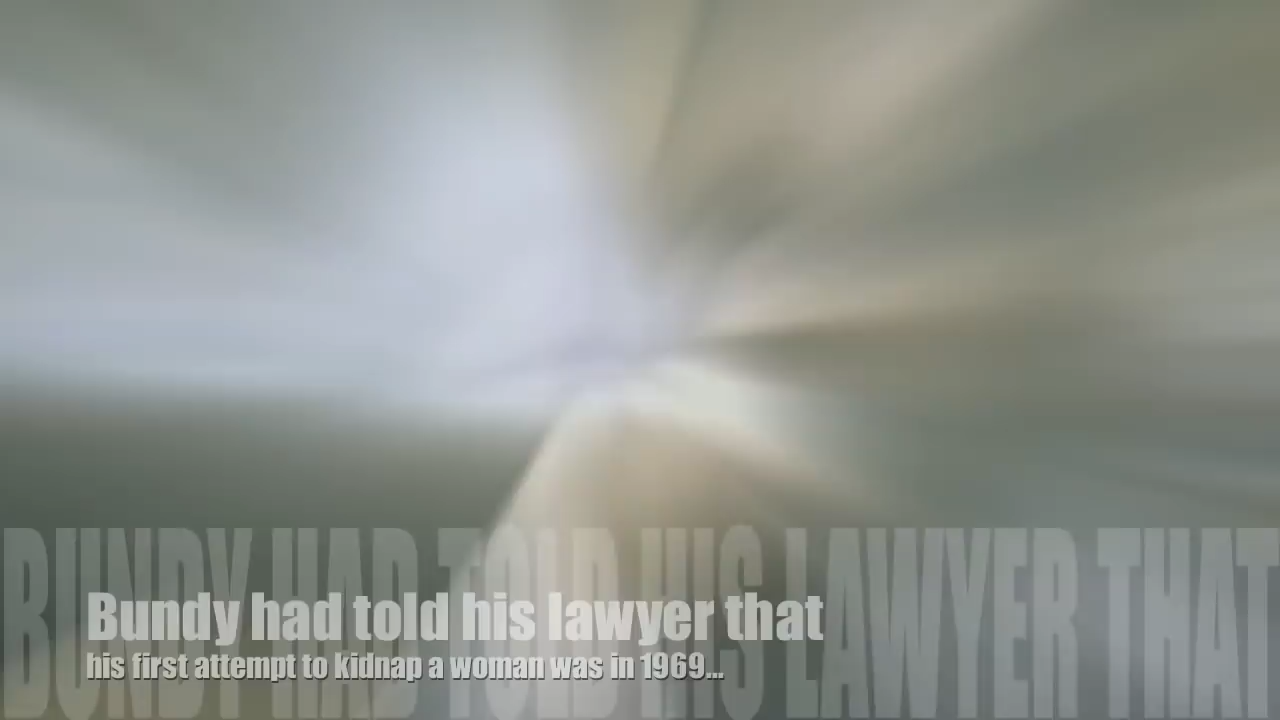 BUNDY HAD TOLD HIS LAWYER THAT
Bundy had told his lawyer that
his first attempt to kidnap a woman was in 1969...